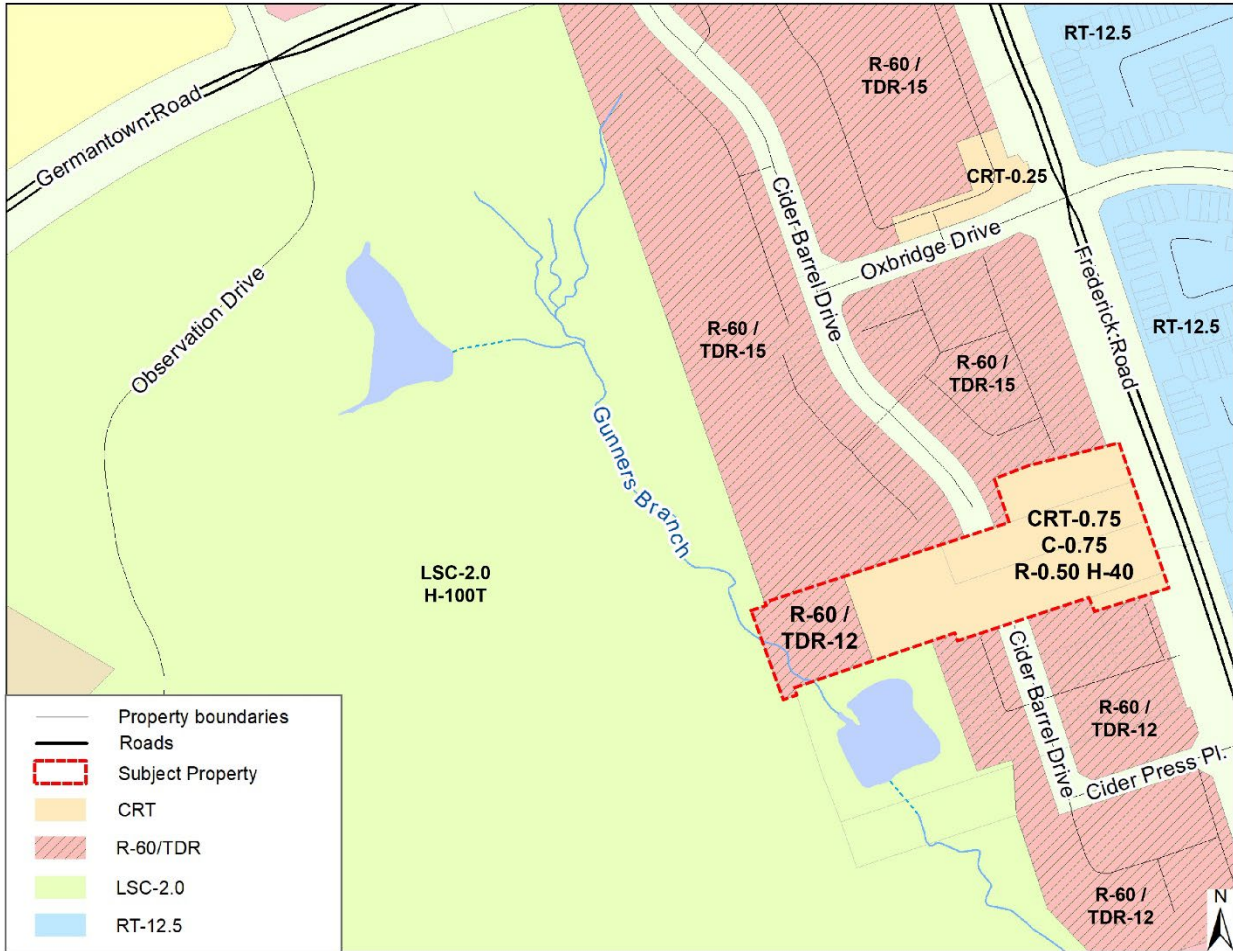 RT-12.5
R-60 /
TDR-15
Germantown Road
CRT-0.25
Cider Barrel Drive
Oxbridge Drive
Frederick Road
Observation Drive
R-60 /
TDR-15
RT-12.5
R-60 /
TDR-15
Gunners Branch
CRT-0.75
C-0.75
R-0.50 H-40
LSC-2.0
H-100T
R-60 /
TDR-12
Cider Barrel Drive
R-60 /
TDR-12
Cider Press Pl.
R-60 /
TDR-12
Property boundaries
Roads
Subject Property
CRT
R-60/TDR
LSC-2.0
RT-12.5
N